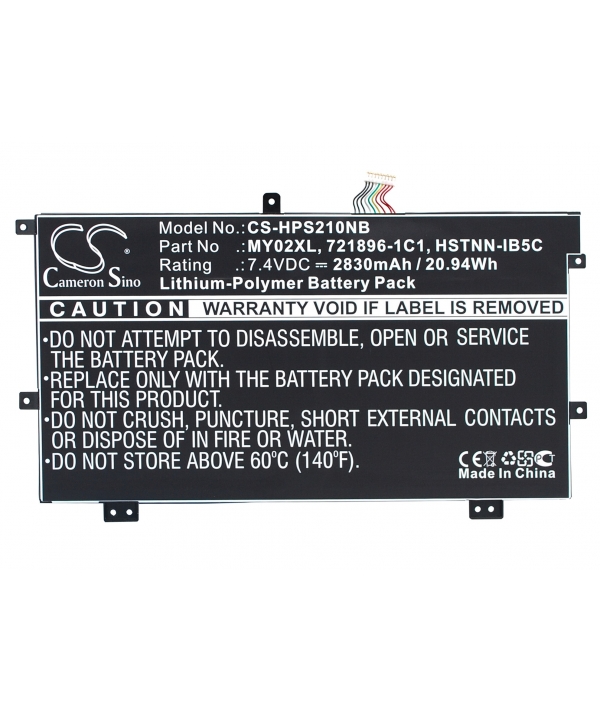 CS
Cameron Sino
Model No.: CS-HPS210NB
Part No. : MY02XL, 721896-1C1, HSTNN-IB5C
Rating : 7.4VDC ⎓ 2830mAh / 20.94Wh
Lithium-Polymer Battery Pack
CAUTION WARRANTY VOID IF LABEL IS REMOVED
•DO NOT ATTEMPT TO DISASSEMBLE, OPEN OR SERVICE
THE BATTERY PACK.
•REPLACE ONLY WITH THE BATTERY PACK DESIGNATED
FOR THIS PRODUCT.
•DO NOT CRUSH, PUNCTURE, SHORT EXTERNAL CONTACTS
OR DISPOSE OF IN FIRE OR WATER.
•DO NOT STORE ABOVE 60°C (140°F).
CE
Made In China